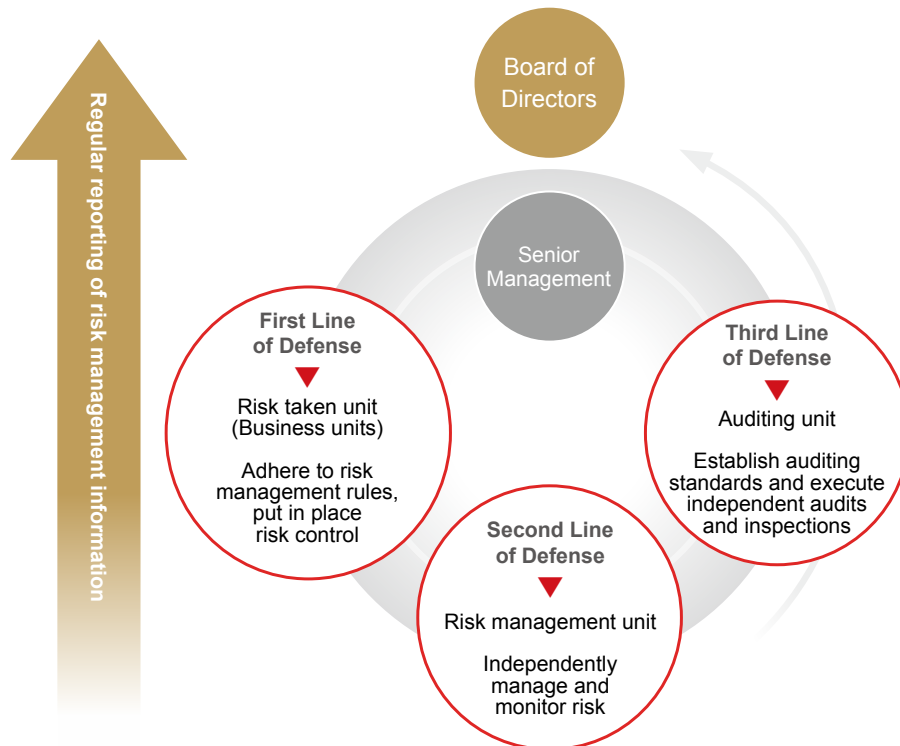 Regular reporting of risk management information
Board of
Directors
Senior
Management
First Line
of Defense
Risk taken unit
(Business units)
Adhere to risk
management rules,
put in place
risk control
Second Line
of Defense
Risk management unit
Independently
manage and
monitor risk
Third Line
of Defense
Auditing unit
Establish auditing
standards and execute
independent audits
and inspections